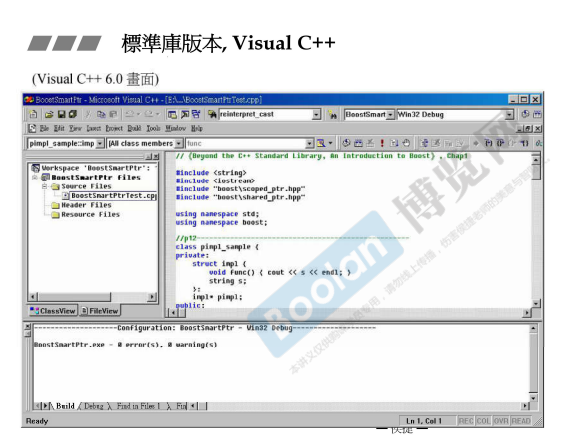 標準庫版本, Visual C++
(Visual C++ 6.0 畫面)
BoostSmartPtr - Microsoft Visual C++ - [E:\...\BoostSmartPtrTest.cpp]
reinterpret_cast
BoostSmart
Win32 Debug
File Edit View Insert Project Build Tools Window Help
pimpl_sample::imp
[All class members
func
Workspace 'BoostSmartPtr':
BoostSmartPtr files
Source Files
BoostSmartPtrTest.cpp
Header Files
Resource Files
ClassView
FileView
// (Beyond the C++ Standard Library, An Introduction to Boost) , Chap1
#include <string>
#include <iostream>
#include "boost\scoped_ptr.hpp"
#include "boost\shared_ptr.hpp"
using namespace std;
using namespace boost;
//p12----------------------------------------
class pimpl_sample {
private:
struct impl {
void func() { cout << s << endl; }
string s;
};
impl* pimpl;
public:
Boolan 博览网
--------------------Configuration: BoostSmartPtr - Win32 Debug--------------------
BoostSmartPtr.exe - 0 error(s), 0 warning(s)
Build
Debug
Find in Files 1
Fin
Ready
Ln 1, Col 1
REC COL OVR READ
— 侯捷 —